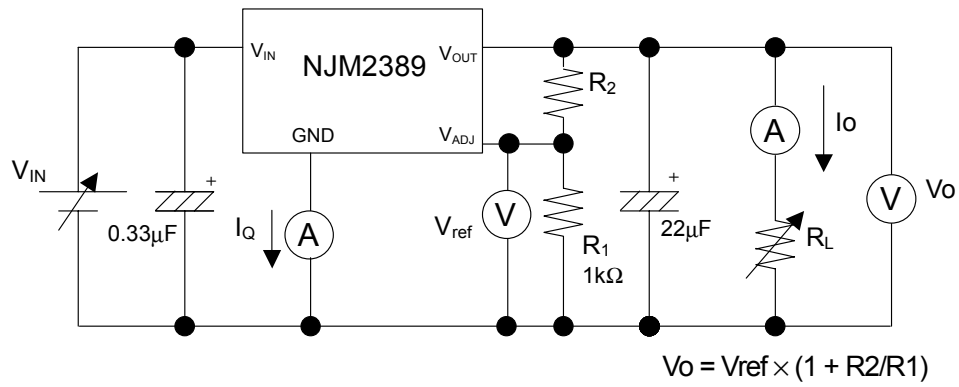 V_IN
NJM2389
V_OUT
GND
V_ADJ
R_2
A
Io
V_IN
+
0.33μF
I_Q
A
V_ref
V
R_1
1kΩ
+
22μF
R_L
V
Vo
Vo = Vref × (1 + R2/R1)